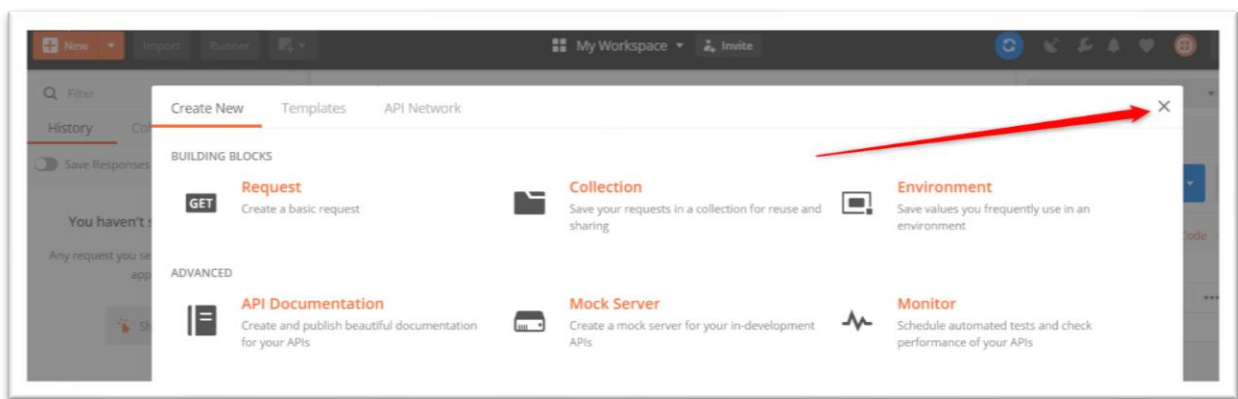 New
Import
Runner
My Workspace
Invite
Filter
History
Save Responses
You haven't
Any request you
Create New
Templates
API Network
BUILDING BLOCKS
GET
Request
Create a basic request
Collection
Save your requests in a collection for reuse and
sharing
Environment
Save values you frequently use in an
environment
ADVANCED
API Documentation
Create and publish beautiful documentation
for your APIs
Mock Server
Create a mock server for your in-development
APIs
Monitor
Schedule automated tests and check
performance of your APIs
Code